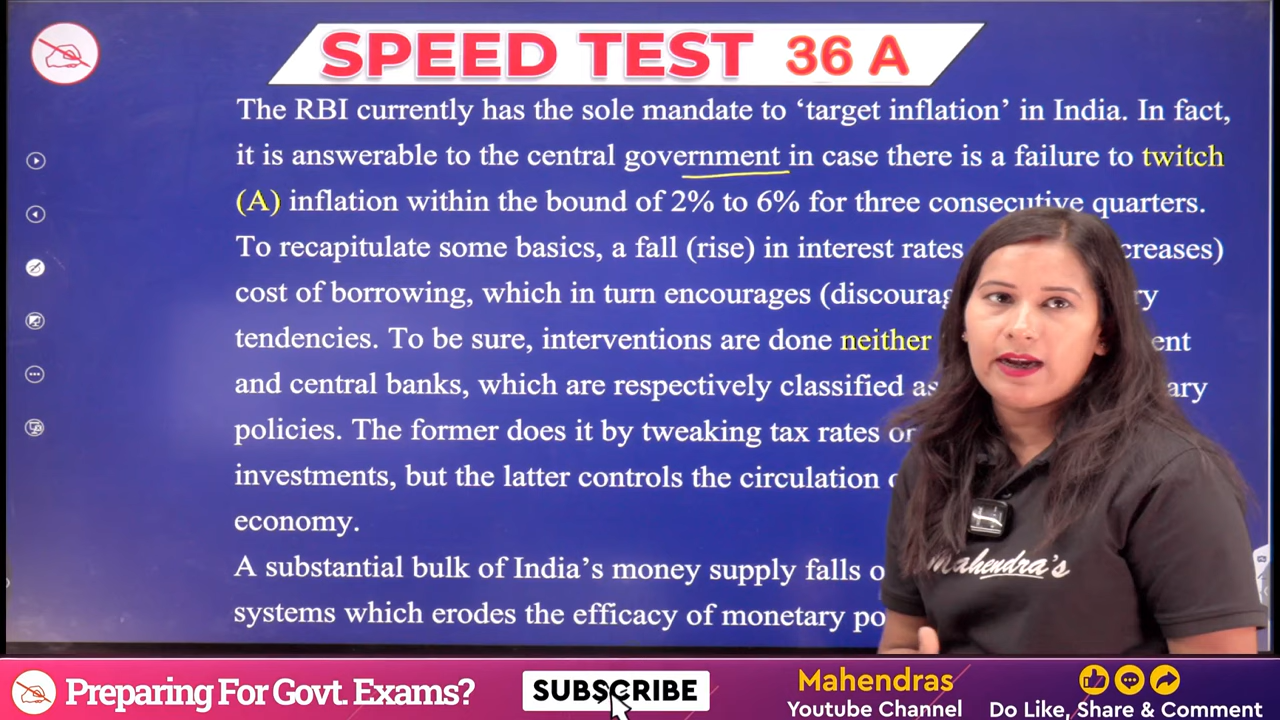 SPEED TEST 36 A
The RBI currently has the sole mandate to ‘target inflation’ in India. In fact,
it is answerable to the central government in case there is a failure to twitch
(A) inflation within the bound of 2% to 6% for three consecutive quarters.
To recapitulate some basics, a fall (rise) in interest rates creases)
cost of borrowing, which in turn encourages (discourag ry
tendencies. To be sure, interventions are done neither ent
and central banks, which are respectively classified as ary
policies. The former does it by tweaking tax rates or
investments, but the latter controls the circulation
economy.
A substantial bulk of India’s money supply falls o
systems which erodes the efficacy of monetary po
Mahendra's
Preparing For Govt. Exams?
SUBSCRIBE
Mahendras
Youtube Channel
Do Like, Share & Comment